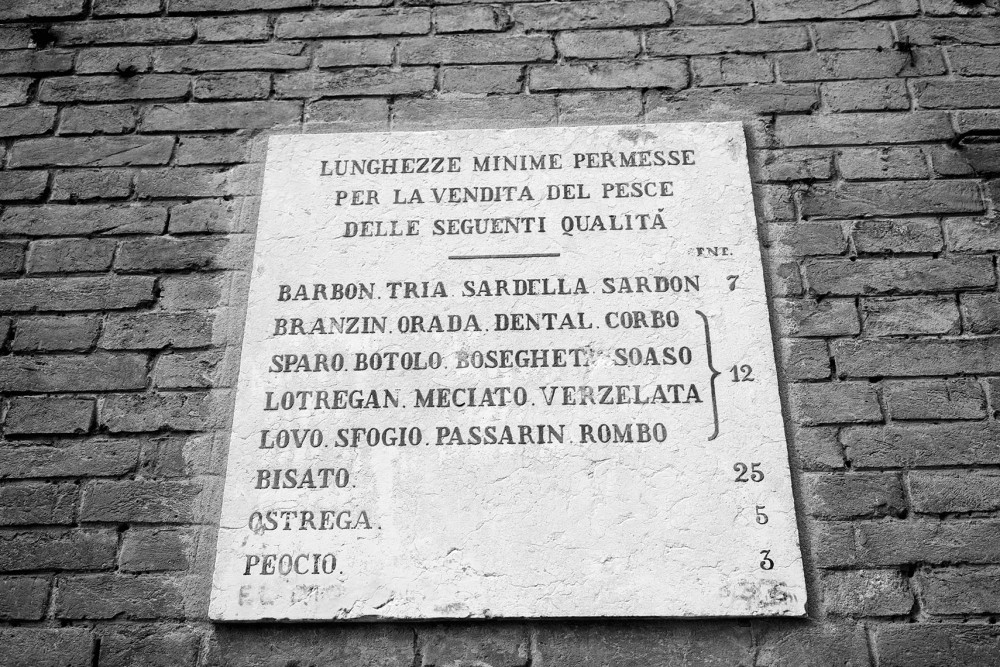 LUNGHEZZE MINIME PERMESSE
PER LA VENDITA DEL PESCE
DELLE SEGUENTI QUALITÁ
BARBON. TRIA. SARDELLA. SARDON 7
BRANZIN. ORADA. DENTAL. CORBO
SPARO. BOTOLO. SOASO
LOTREGAN. MECIATO. VERZELATA 12
LOVO. SFOGIO. PASSARIN. ROMBO
BISATO. 25
OSTREGA. 5
PEOCIO. 3